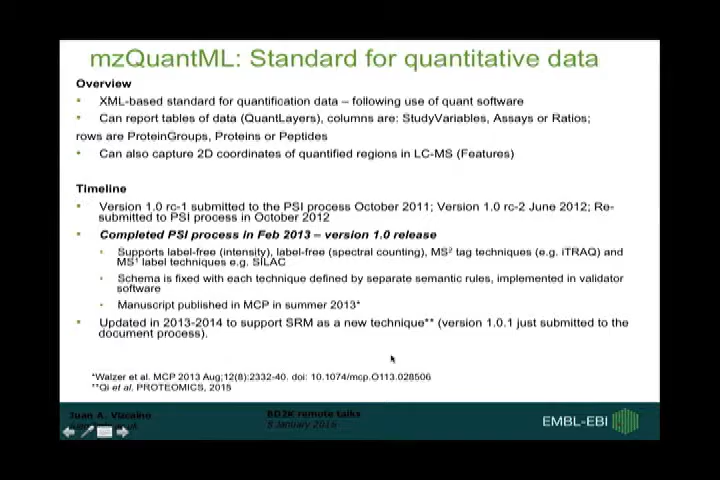 mzQuantML: Standard for quantitative data
Overview
• XML-based standard for quantification data – following use of quant software
• Can report tables of data (QuantLayers), columns are: StudyVariables, Assays or Ratios;
rows are ProteinGroups, Proteins or Peptides
• Can also capture 2D coordinates of quantified regions in LC-MS (Features)
Timeline
• Version 1.0 rc-1 submitted to the PSI process October 2011; Version 1.0 rc-2 June 2012; Re-
submitted to PSI process in October 2012
• Completed PSI process in Feb 2013 – version 1.0 release
• Supports label-free (intensity), label-free (spectral counting), MS² tag techniques (e.g. iTRAQ) and
MS¹ label techniques e.g. SILAC
• Schema is fixed with each technique defined by separate semantic rules, implemented in validator
software
• Manuscript published in MCP in summer 2013*
• Updated in 2013-2014 to support SRM as a new technique** (version 1.0.1 just submitted to the
document process).
*Walzer et al. MCP 2013 Aug;12(8):2332-40. doi: 10.1074/mcp.O113.028506
**Qi et al. PROTEOMICS, 2015
Juan A. Vizcaíno
BD2K remote talks
8 January 2016
EMBL-EBI